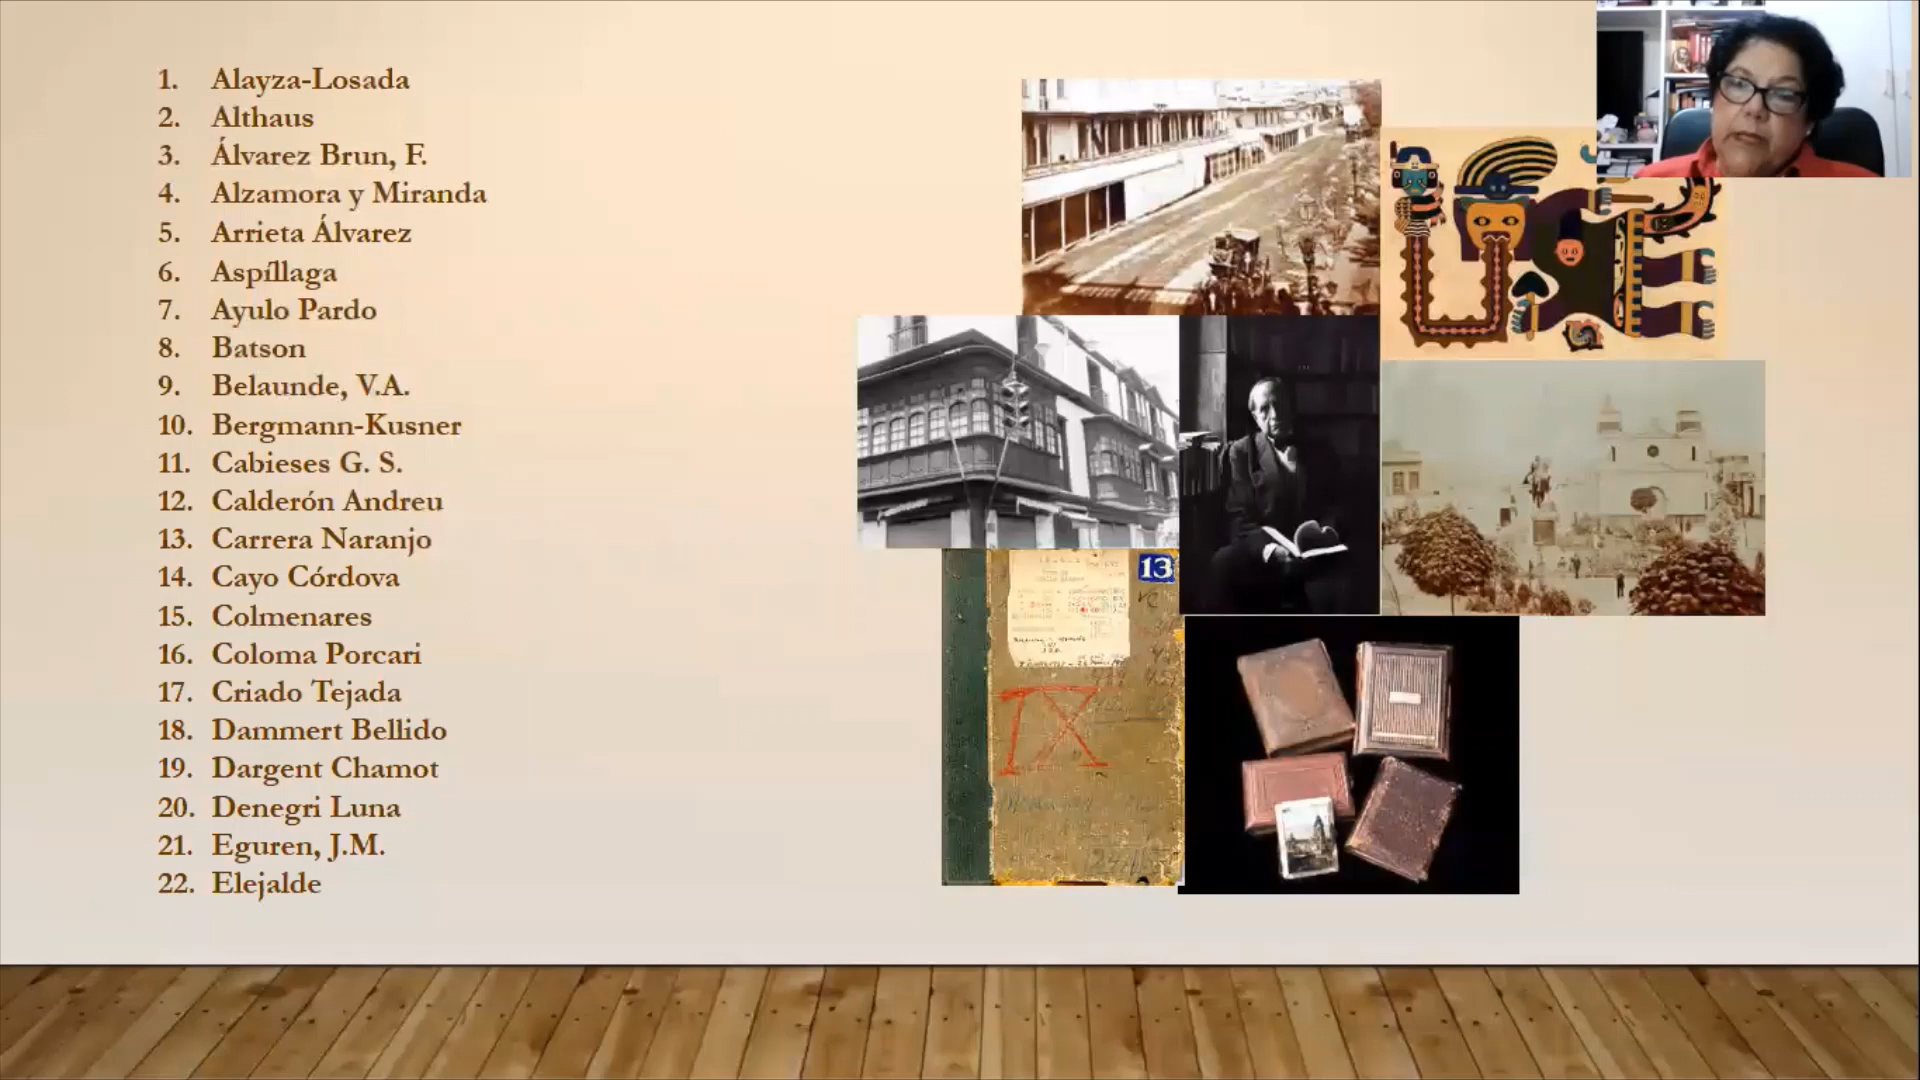 1. Alayza-Losada
2. Althaus
3. Álvarez Brun, F.
4. Alzamora y Miranda
5. Arrieta Álvarez
6. Aspíllaga
7. Ayulo Pardo
8. Batson
9. Belaunde, V.A.
10. Bergmann-Kusner
11. Cabieses G. S.
12. Calderón Andreu
13. Carrera Naranjo
14. Cayo Córdova
15. Colmenares
16. Coloma Porcari
17. Criado Tejada
18. Dammert Bellido
19. Dargent Chamot
20. Denegri Luna
21. Eguren, J.M.
22. Elejalde
13
IX